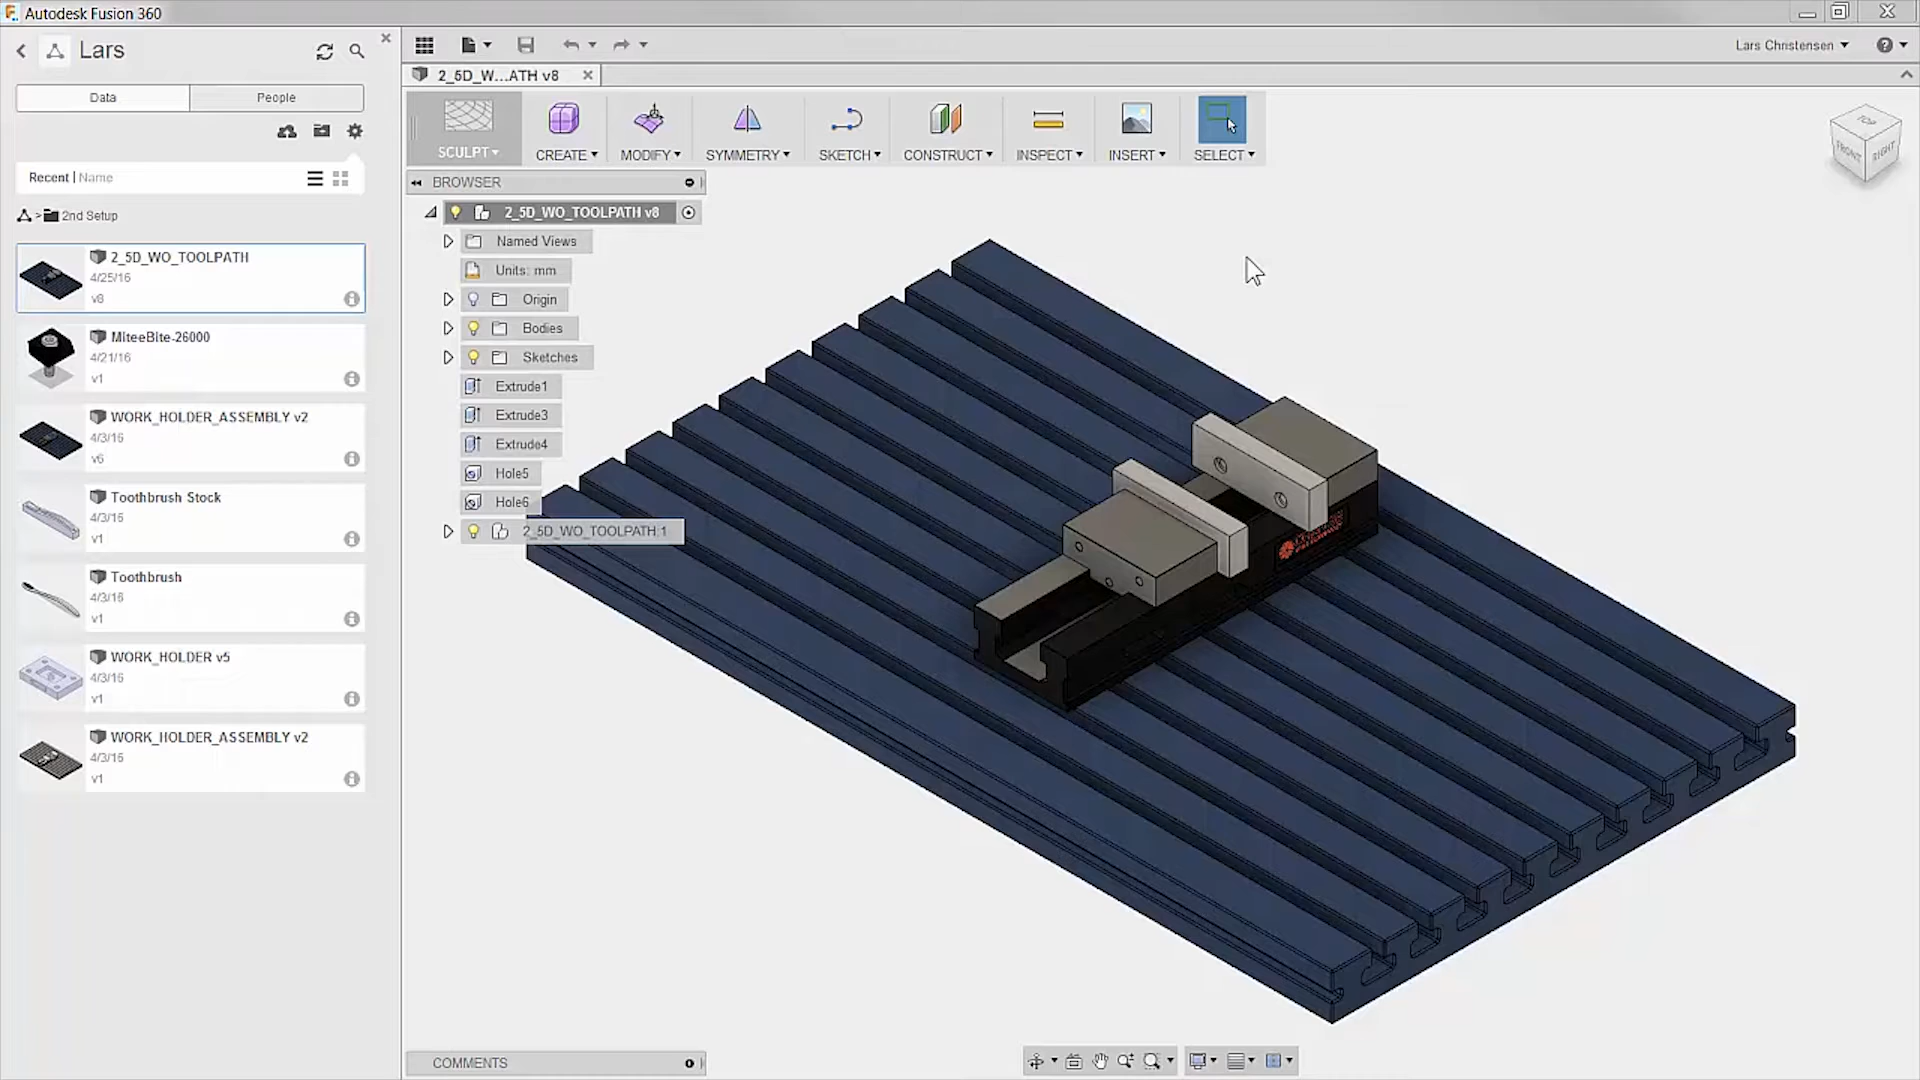 Autodesk Fusion 360
Lars
Data
People
Recent | Name
> 2nd Setup
2_5D_WO_TOOLPATH
4/25/16
v8
MiteeBite-26000
4/21/16
v1
WORK_HOLDER_ASSEMBLY v2
4/3/16
v6
Toothbrush Stock
4/3/16
v1
Toothbrush
4/3/16
v1
WORK_HOLDER v5
4/3/16
v1
WORK_HOLDER_ASSEMBLY v2
4/3/16
v1
Lars Christensen
2_5D_W...ATH v8
SCULPT
CREATE
MODIFY
SYMMETRY
SKETCH
CONSTRUCT
INSPECT
INSERT
SELECT
BROWSER
2_5D_WO_TOOLPATH v8
Named Views
Units: mm
Origin
Bodies
Sketches
Extrude1
Extrude3
Extrude4
Hole5
Hole6
2_5D_WO_TOOLPATH:1
TOP
FRONT
RIGHT
COMMENTS